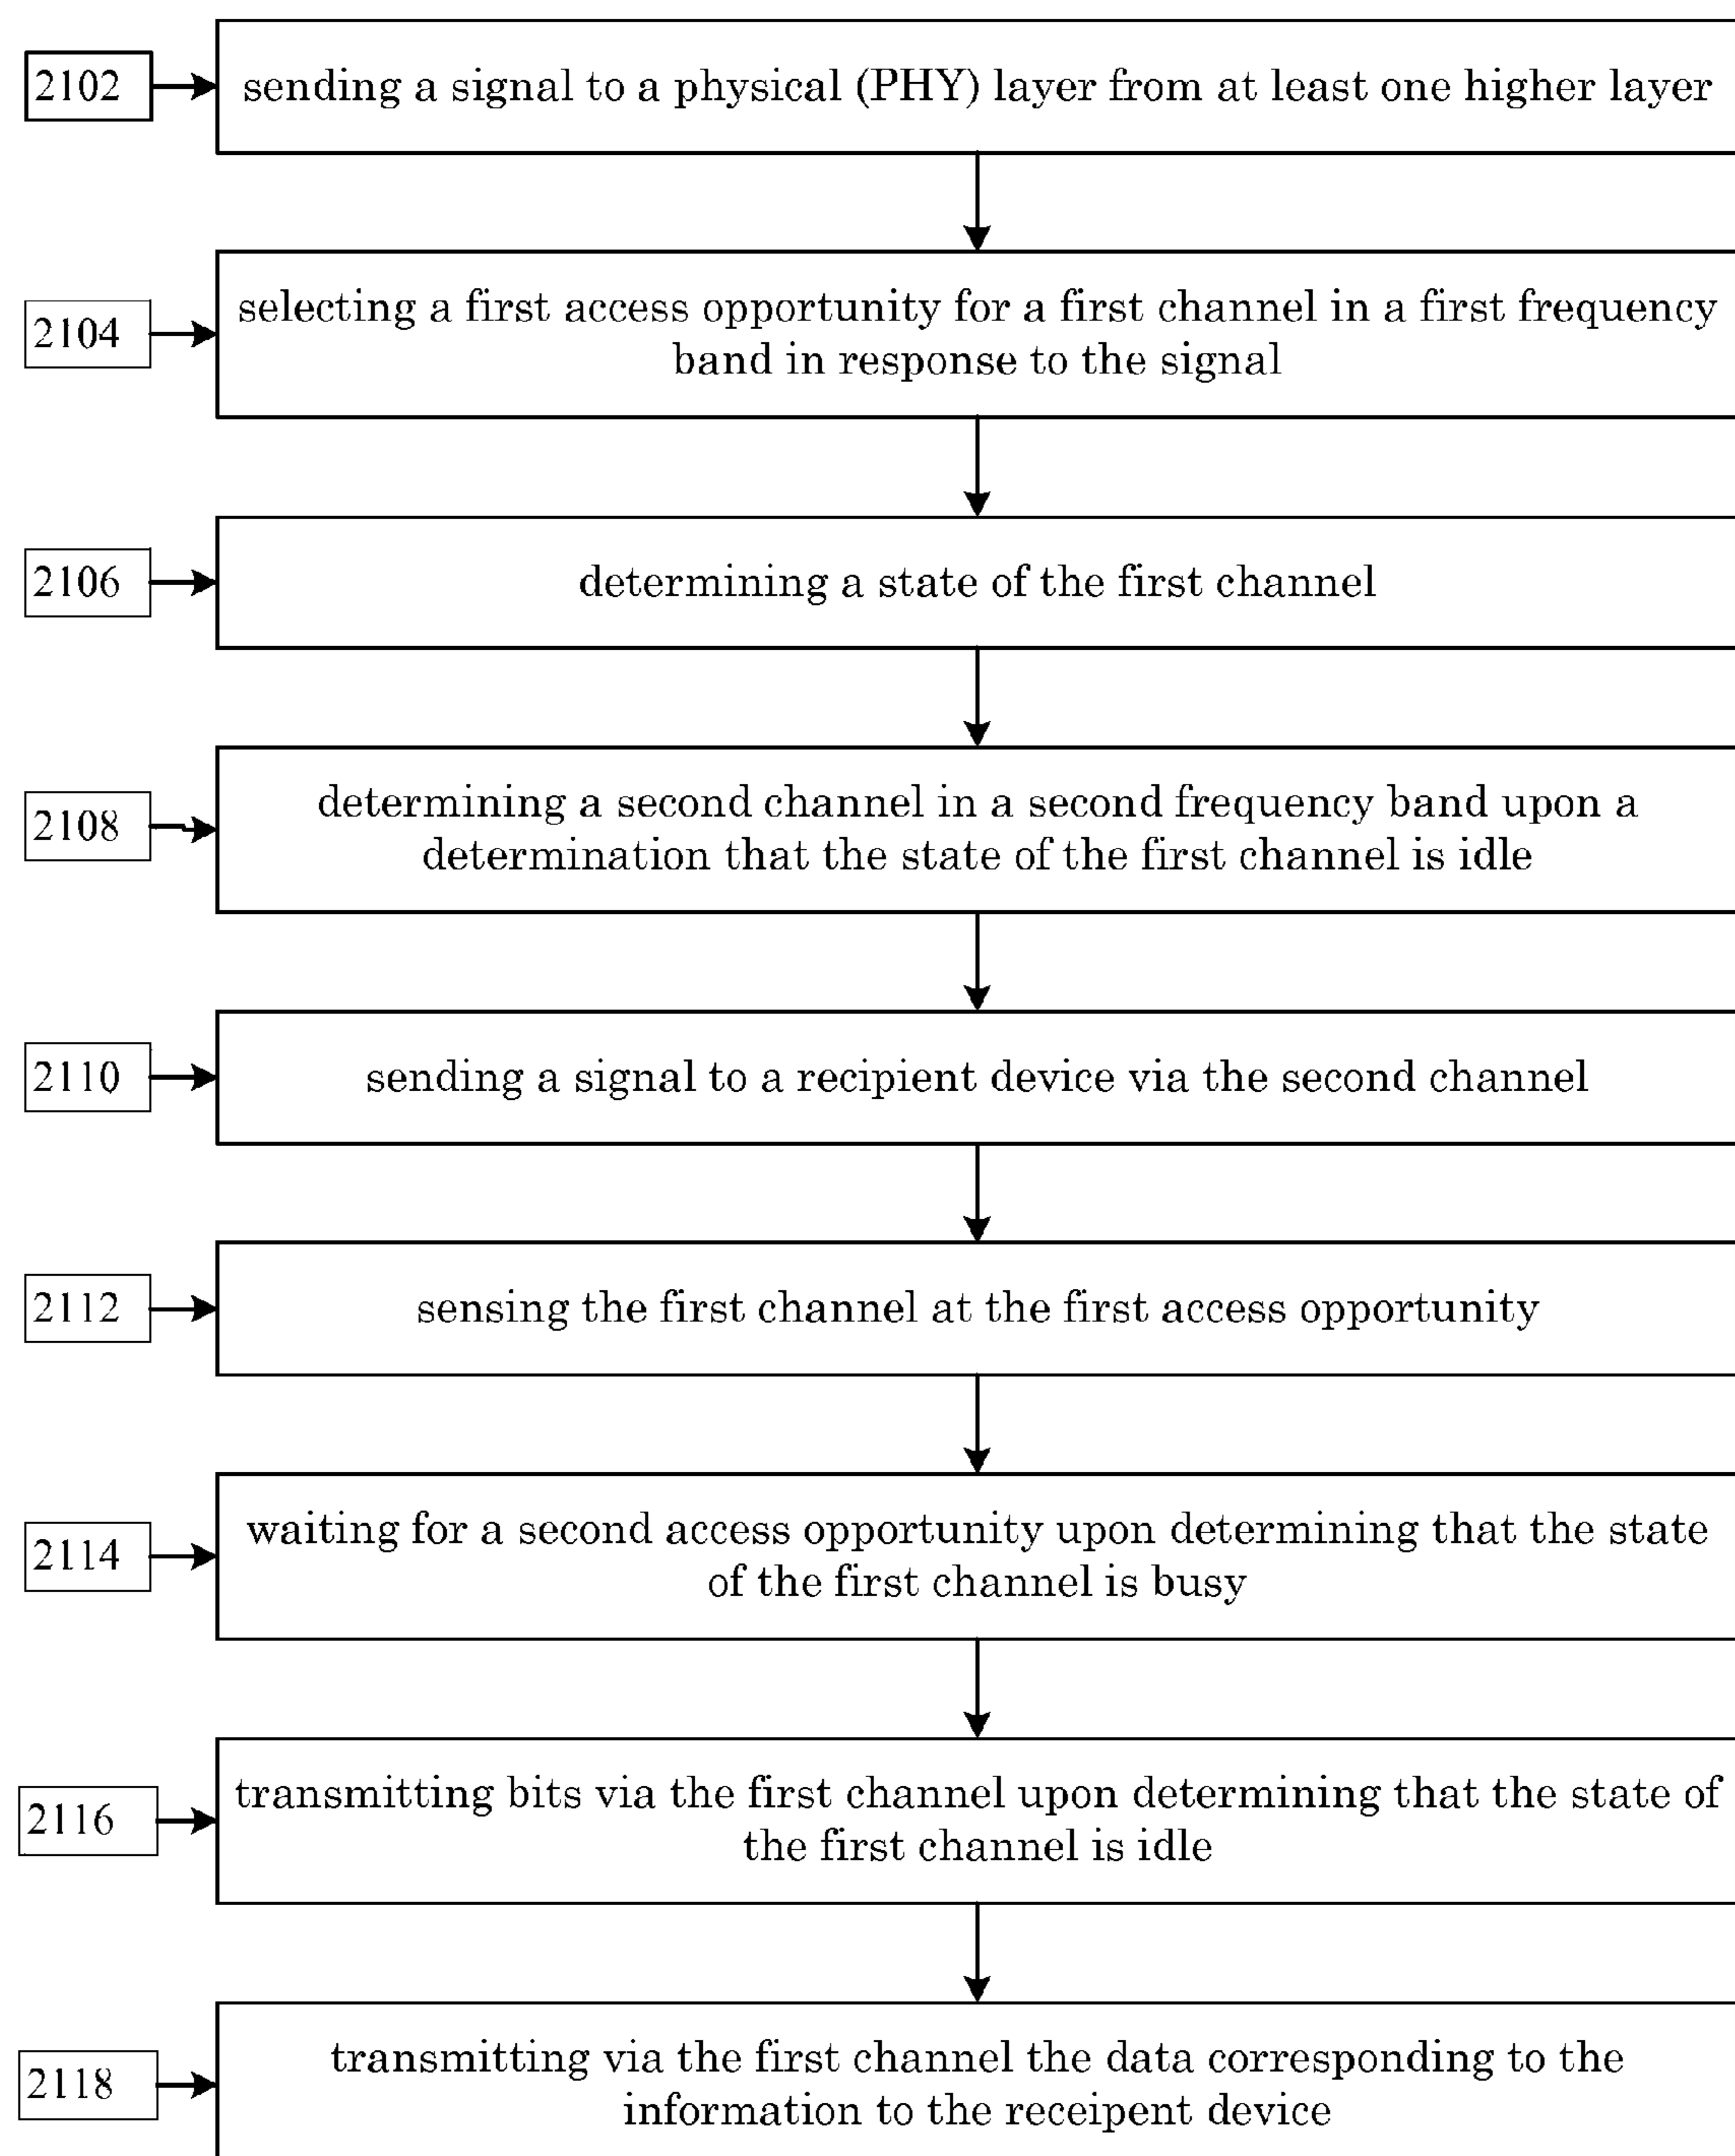 2102
sending a signal to a physical (PHY) layer from at least one higher layer
2104
selecting a first access opportunity for a first channel in a first frequency
band in response to the signal
2106
determining a state of the first channel
2108
determining a second channel in a second frequency band upon a
determination that the state of the first channel is idle
2110
sending a signal to a recipient device via the second channel
2112
sensing the first channel at the first access opportunity
2114
waiting for a second access opportunity upon determining that the state
of the first channel is busy
2116
transmitting bits via the first channel upon determining that the state of
the first channel is idle
2118
transmitting via the first channel the data corresponding to the
information to the receipent device